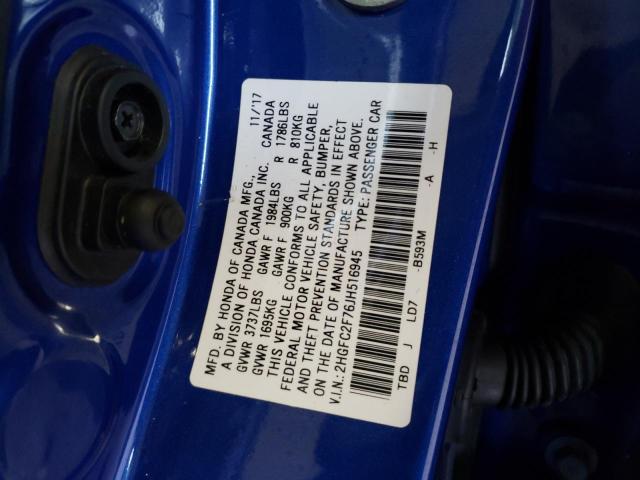 MFD. BY HONDA OF CANADA MFG., 11/'17
A DIVISION OF HONDA CANADA INC. CANADA
GVWR 3737LBS GAWR F 1984LBS R 1786LBS
GVWR 1695KG GAWR F 900KG R 810KG
THIS VEHICLE CONFORMS TO ALL APPLICABLE
FEDERAL MOTOR VEHICLE SAFETY, BUMPER,
AND THEFT PREVENTION STANDARDS IN EFFECT
ON THE DATE OF MANUFACTURE SHOWN ABOVE.
V.I.N.: 2HGFC2F76JH516945 TYPE: PASSENGER CAR
TBD J LD7 -B593M -A -H